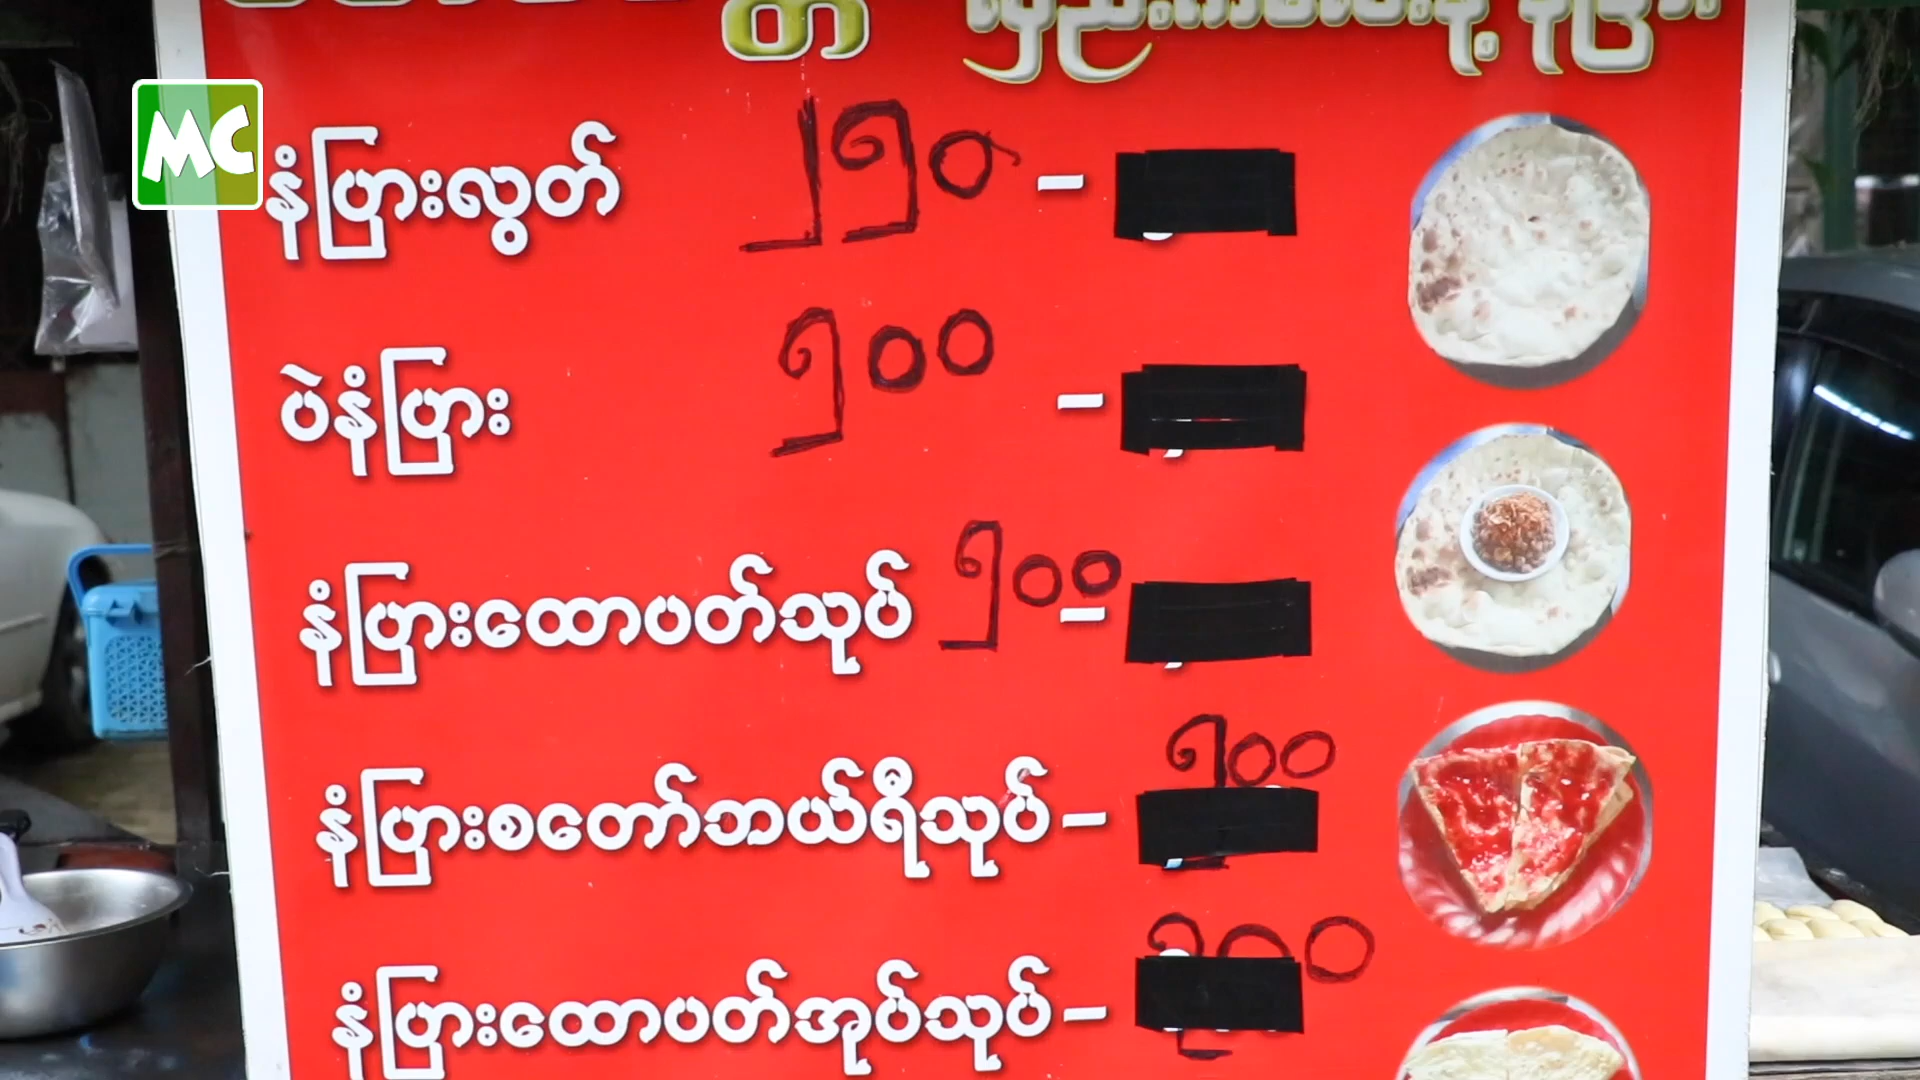 MC
နံပြားလွတ် ၂၅၀ –
ပဲနံပြား ၅၀၀ –
နံပြားထောပတ်သုပ် ၅၀၀ –
နံပြားစတော်ဘယ်ရီသုပ် – ၅၀၀
နံပြားထောပတ်အုပ်သုပ် –